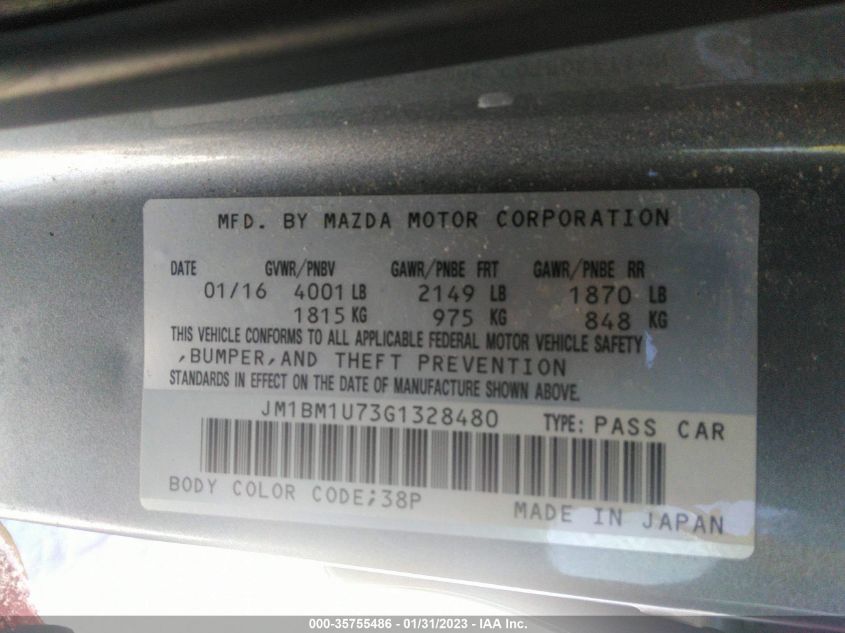 MFD. BY MAZDA MOTOR CORPORATION
DATE GVWR/PNBV GAWR/PNBE FRT GAWR/PNBE RR
01/16 4001 LB 2149 LB 1870 LB
1815 KG 975 KG 848 KG
THIS VEHICLE CONFORMS TO ALL APPLICABLE FEDERAL MOTOR VEHICLE SAFETY
,BUMPER,AND THEFT PREVENTION
STANDARDS IN EFFECT ON THE DATE OF MANUFACTURE SHOWN ABOVE.
JM1BM1U73G1328480 TYPE: PASS CAR
BODY COLOR CODE;38P
MADE IN JAPAN
000-35755486 - 01/31/2023 - IAA Inc.